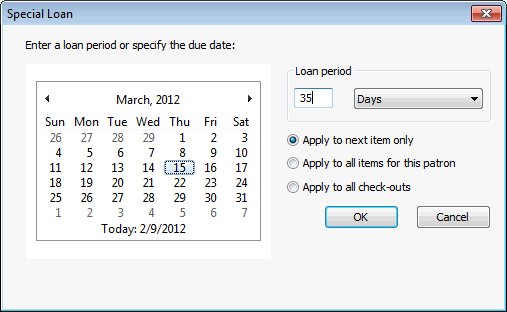 Special Loan
Enter a loan period or specify the due date:
March, 2012
Sun Mon Tue Wed Thu Fri Sat
26 27 28 29 1 2 3
4 5 6 7 8 9 10
11 12 13 14 15 16 17
18 19 20 21 22 23 24
25 26 27 28 29 30 31
1 2 3 4 5 6 7
Today: 2/9/2012
Loan period
35 Days
Apply to next item only
Apply to all items for this patron
Apply to all check-outs
OK Cancel